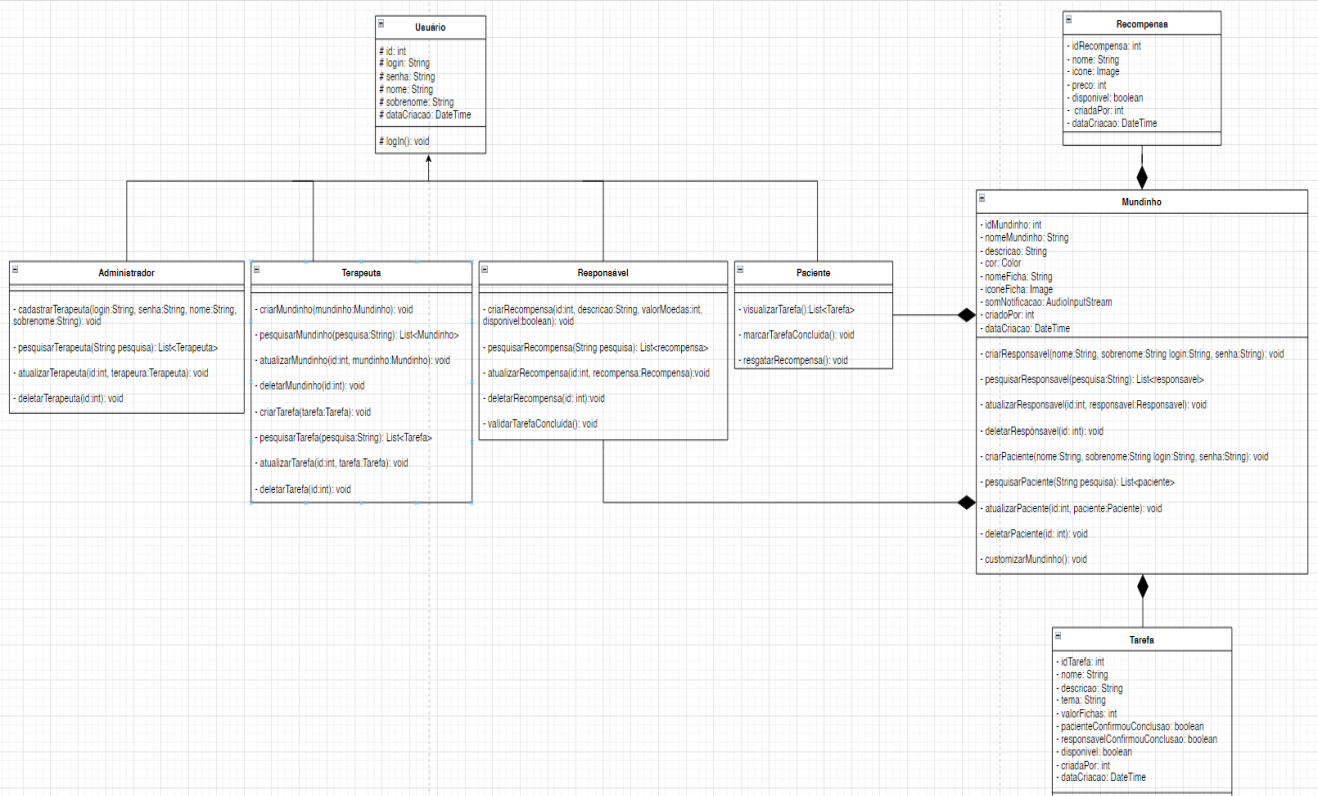 Usuário
# id: int
# login: String
# senha: String
# nome: String
# sobrenome: String
# dataCriacao: DateTime
# logIn(): void
Recompensa
- idRecompensa: int
- nome: String
- icone: Image
- preco: int
- disponivel: boolean
- criadaPor: int
- dataCriacao: DateTime
Administrador
- cadastrarTerapeuta(login:String, senha:String, nome:String,
sobrenome:String): void
- pesquisarTerapeuta(String pesquisa): List<Terapeuta>
- atualizarTerapeuta(id:int, terapeura:Terapeuta): void
- deletarTerapeuta(id:int): void
Terapeuta
- criarMundinho(mundinho:Mundinho): void
- pesquisarMundinho(pesquisa:String): List<Mundinho>
- atualizarMundinho(id:int, mundinho:Mundinho): void
- deletarMundinho(id:int): void
- criarTarefa(tarefa:Tarefa): void
- pesquisarTarefa(pesquisa:String): List<Tarefa>
- atualizarTarefa(id:int, tarefa:Tarefa): void
- deletarTarefa(id:int): void
Responsável
- criarRecompensa(id:int, descricao:String, valorMoedas:int,
disponivel:boolean): void
- pesquisarRecompensa(String pesquisa): List<recompensa>
- atualizarRecompensa(id:int, recompensa:Recompensa):void
- deletarRecompensa(id: int):void
- validarTarefaConcluida(): void
Paciente
- visualizarTarefa():List<Tarefa>
- marcarTarefaConcluida(): void
- resgatarRecompensa(): void
Mundinho
- idMundinho: int
- nomeMundinho: String
- descricao: String
- cor: Color
- nomeFicha: String
- iconeFicha: Image
- somNotificacao: AudioInputStream
- criadoPor: int
- dataCriacao: DateTime
- criarResponsavel(nome:String, sobrenome:String login:String, senha:String): void
- pesquisarResponsavel(pesquisa:String): List<responsavel>
- atualizarResponsavel(id:int, responsavel:Responsavel): void
- deletarResponsavel(id: int): void
- criarPaciente(nome:String, sobrenome:String login:String, senha:String): void
- pesquisarPaciente(String pesquisa): List<paciente>
- atualizarPaciente(id:int, paciente:Paciente): void
- deletarPaciente(id: int): void
- customizarMundinho(): void
Tarefa
- idTarefa: int
- nome: String
- descricao: String
- tema: String
- valorFichas: int
- pacienteConfirmouConclusao: boolean
- responsavelConfirmouConclusao: boolean
- disponivel: boolean
- criadaPor: int
- dataCriacao: DateTime